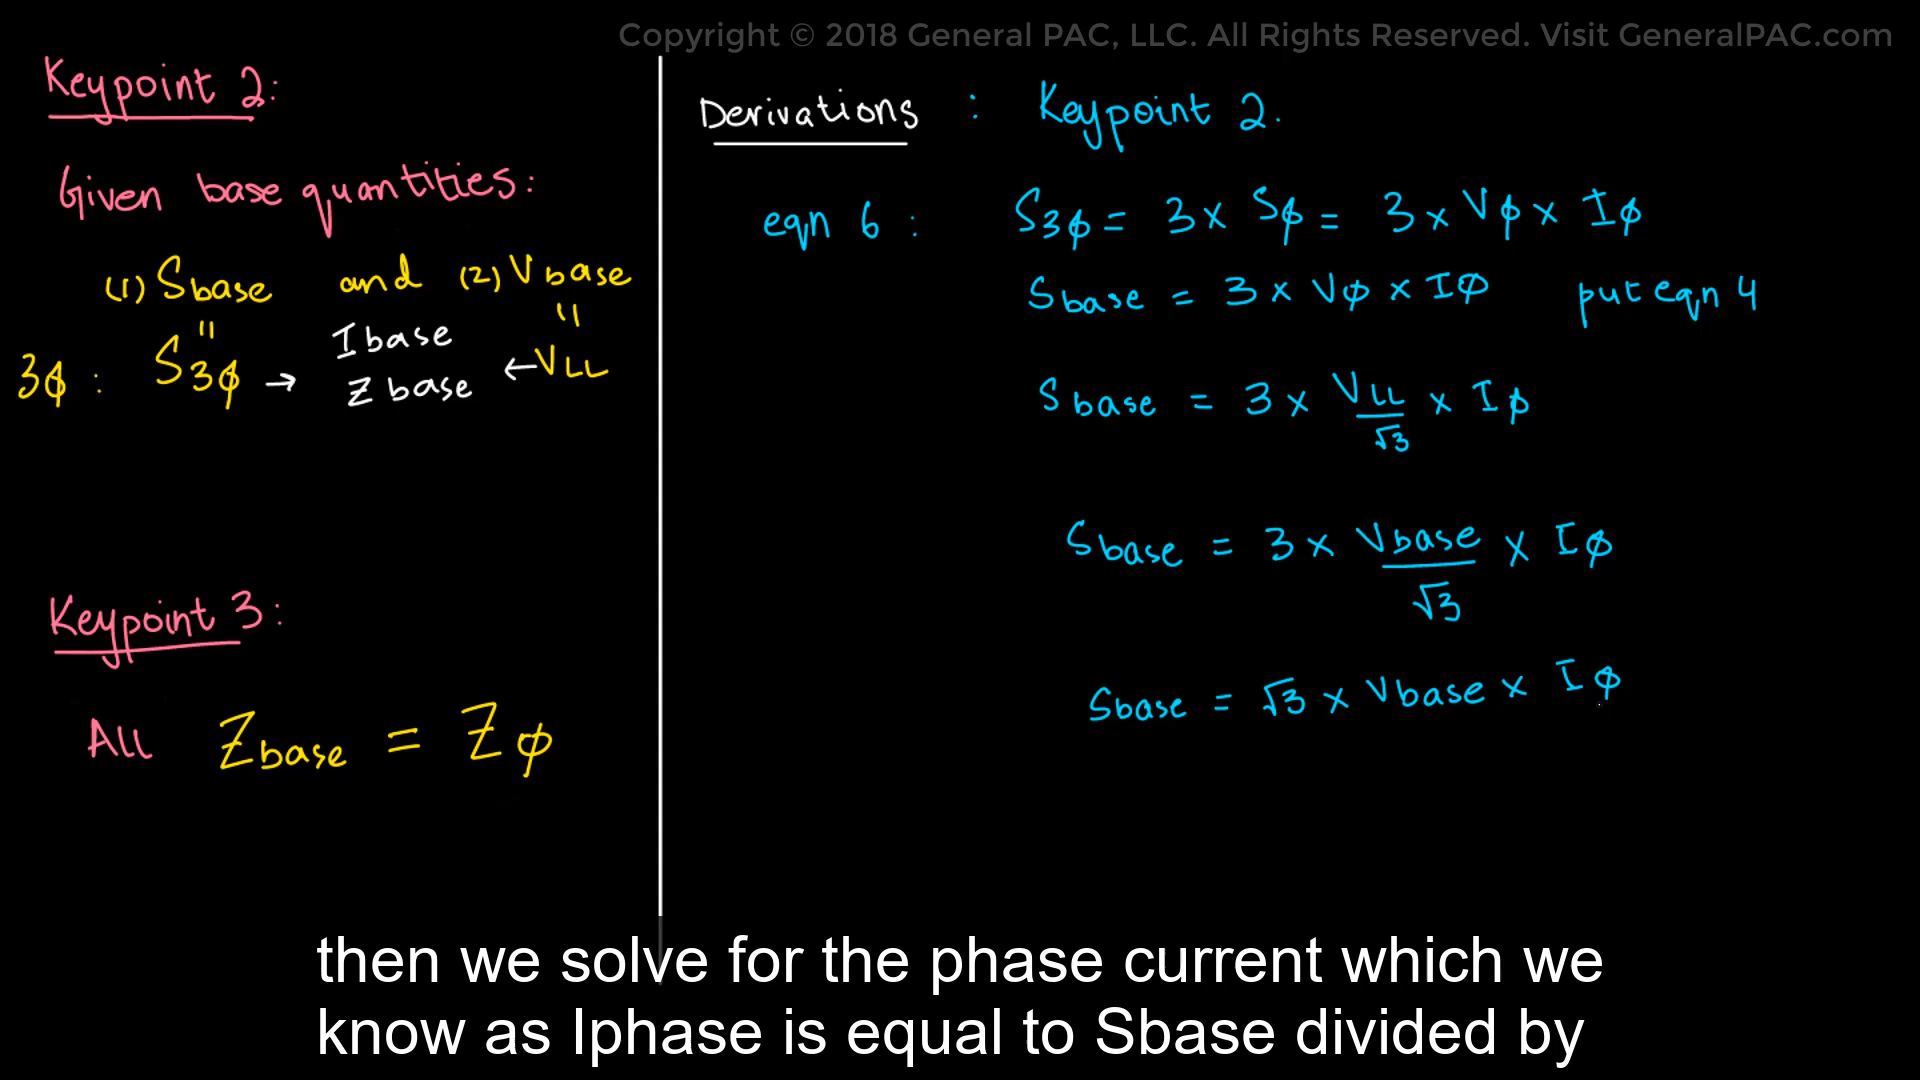 Copyright © 2018 General PAC, LLC. All Rights Reserved. Visit GeneralPAC.com
Keypoint 2:
Given base quantities:
(1) Sbase and (2) Vbase
" "
Ibase
3ϕ: S3ϕ → Zbase ← VLL
Keypoint 3:
All Zbase = Zϕ
Derivations : Keypoint 2.
eqn 6: S3ϕ = 3 x Sϕ = 3 x Vϕ x Iϕ
Sbase = 3 x Vϕ x Iϕ put eqn 4
Sbase = 3 x VLL/√3 x Iϕ
Sbase = 3 x Vbase/√3 x Iϕ
Sbase = √3 x Vbase x Iϕ
then we solve for the phase current which we
know as Iphase is equal to Sbase divided by